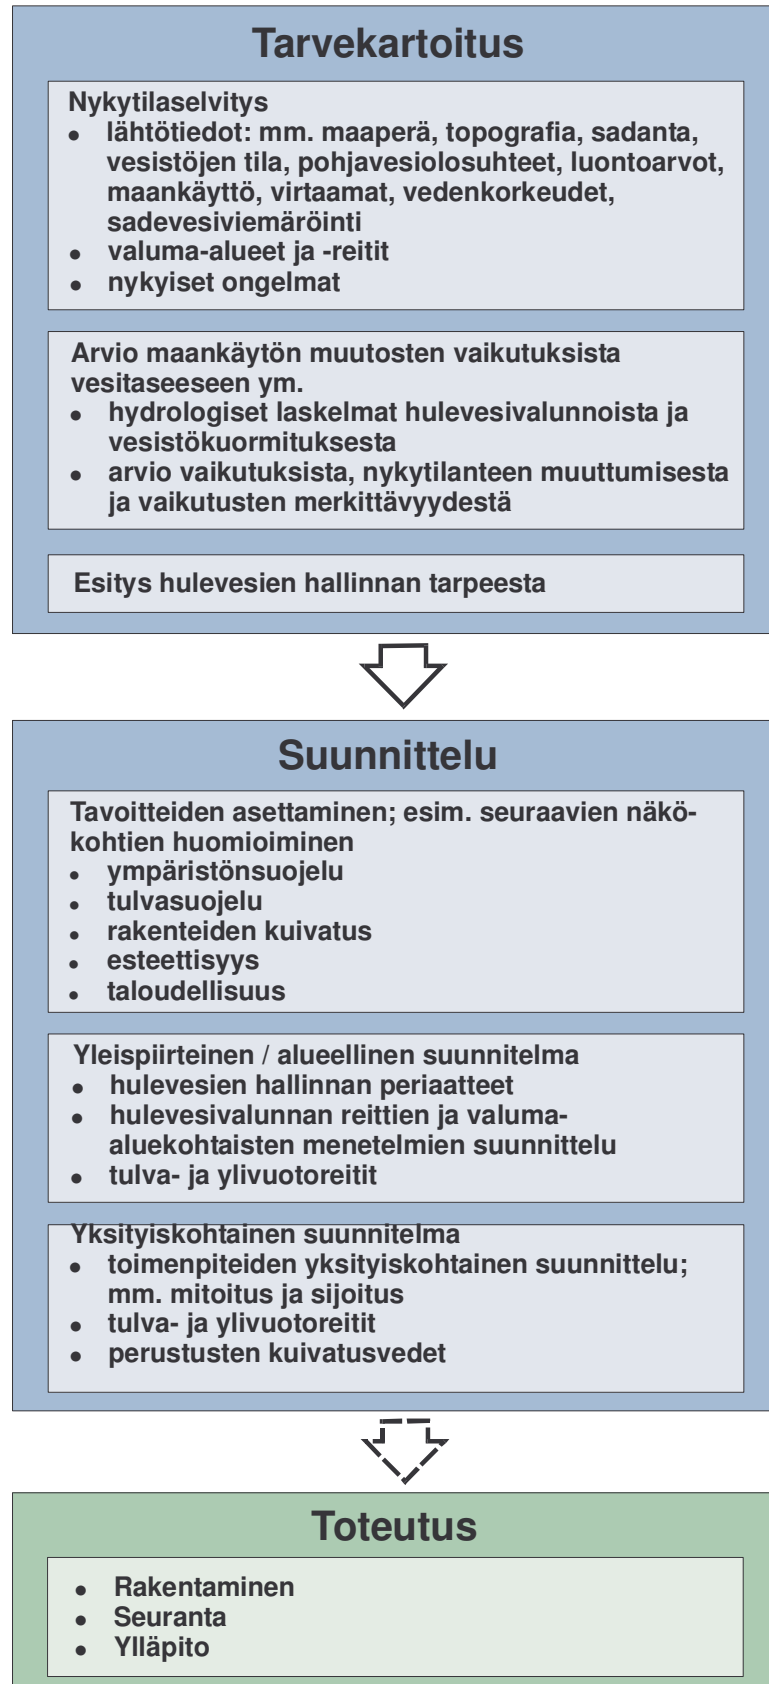 Tarvekartoitus
Nykytilaselvitys
● lähtötiedot: mm. maaperä, topografia, sadanta,
vesistöjen tila, pohjavesiolosuhteet, luontoarvot,
maankäyttö, virtaamat, vedenkorkeudet,
sadevesiviemäröinti
● valuma-alueet ja -reitit
● nykyiset ongelmat
Arvio maankäytön muutosten vaikutuksista
vesitaseeseen ym.
● hydrologiset laskelmat hulevesivalunnoista ja
vesistökuormituksesta
● arvio vaikutuksista, nykytilanteen muuttumisesta
ja vaikutusten merkittävyydestä
Esitys hulevesien hallinnan tarpeesta
Suunnittelu
Tavoitteiden asettaminen; esim. seuraavien näkö-
kohtien huomioiminen
● ympäristönsuojelu
● tulvasuojelu
● rakenteiden kuivatus
● esteettisyys
● taloudellisuus
Yleispiirteinen / alueellinen suunnitelma
● hulevesien hallinnan periaatteet
● hulevesivalunnan reittien ja valuma-
aluekohtaisten menetelmien suunnittelu
● tulva- ja ylivuotoreitit
Yksityiskohtainen suunnitelma
● toimenpiteiden yksityiskohtainen suunnittelu;
mm. mitoitus ja sijoitus
● tulva- ja ylivuotoreitit
● perustusten kuivatusvedet
Toteutus
● Rakentaminen
● Seuranta
● Ylläpito